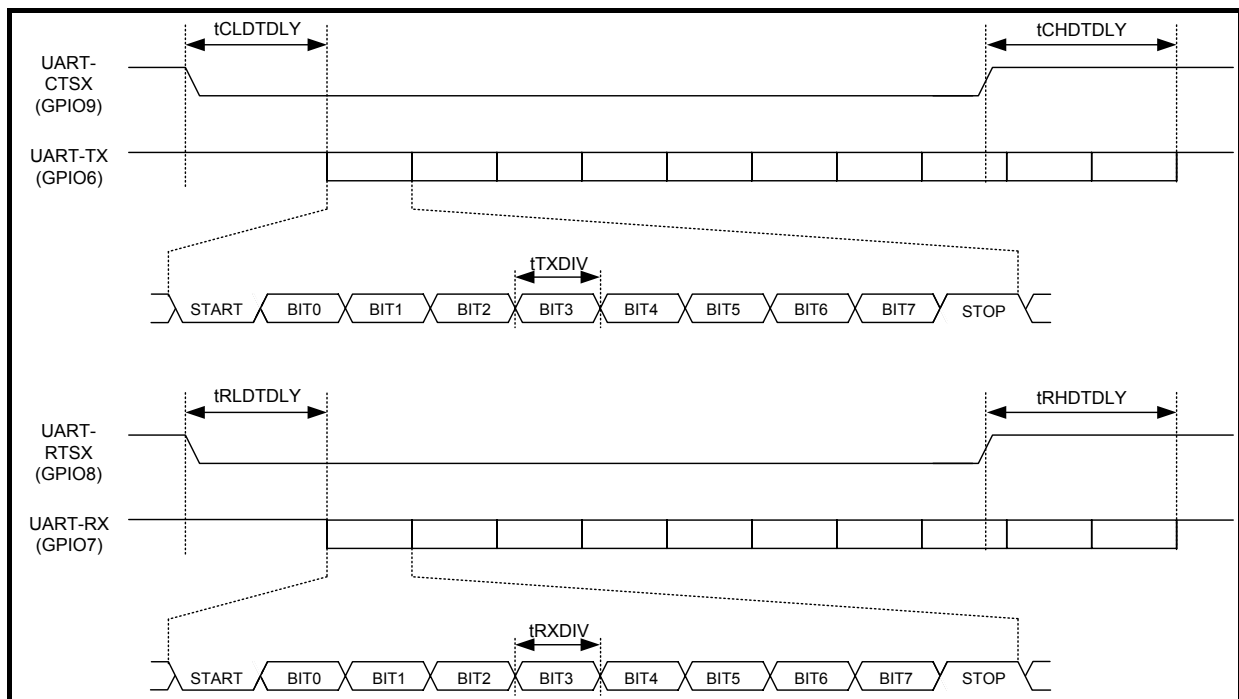 tCLDTDLY
tCHDTDLY
UART-
CTSX
(GPIO9)
UART-TX
(GPIO6)
tTXDIV
START BIT0 BIT1 BIT2 BIT3 BIT4 BIT5 BIT6 BIT7 STOP
tRLDTDLY
tRHDTDLY
UART-
RTSX
(GPIO8)
UART-RX
(GPIO7)
tRXDIV
START BIT0 BIT1 BIT2 BIT3 BIT4 BIT5 BIT6 BIT7 STOP